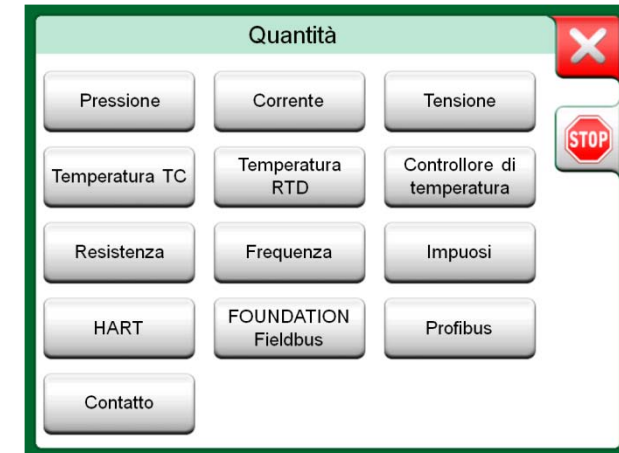 Quantità
Pressione
Corrente
Tensione
STOP
Temperatura TC
Temperatura
RTD
Controllore di
temperatura
Resistenza
Frequenza
Impuosi
HART
FOUNDATION
Fieldbus
Profibus
Contatto